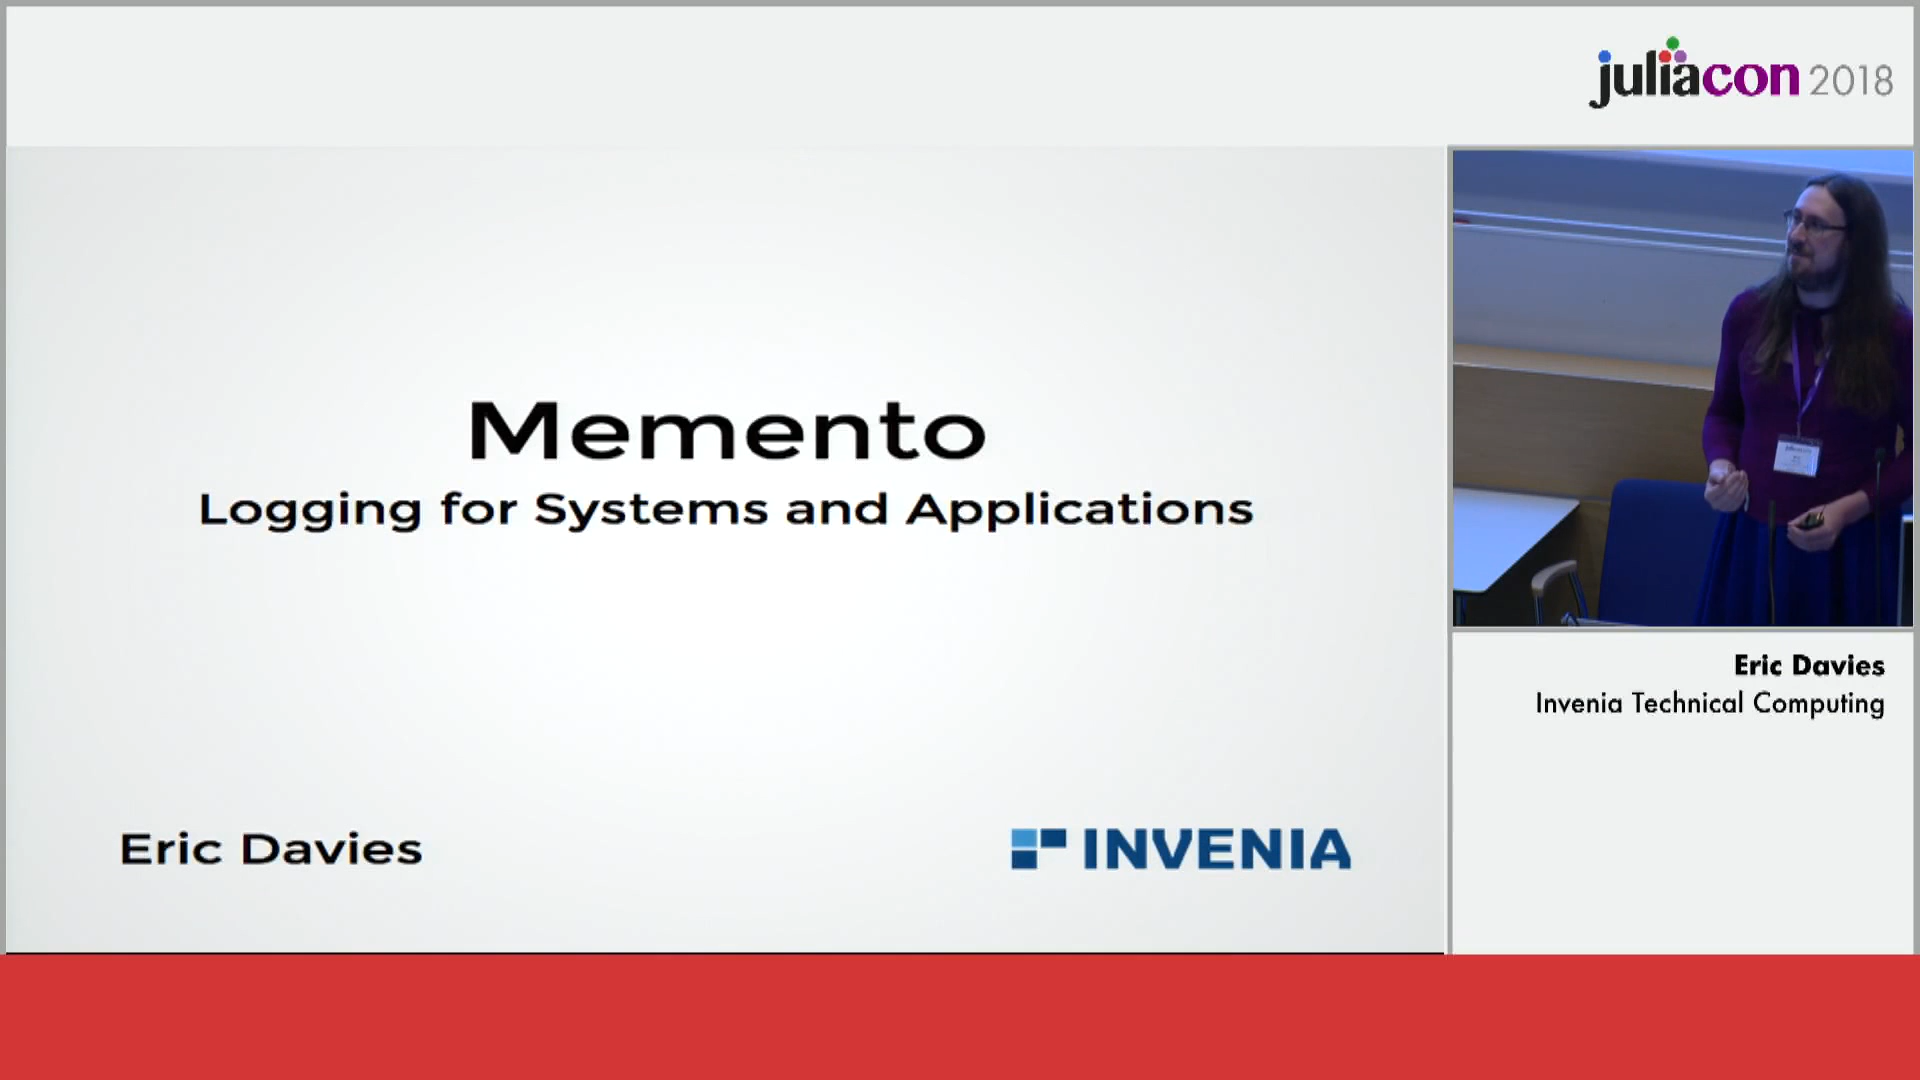 juliacon 2018
Memento
Logging for Systems and Applications
Eric Davies
INVENIA
Eric Davies
Invenia Technical Computing